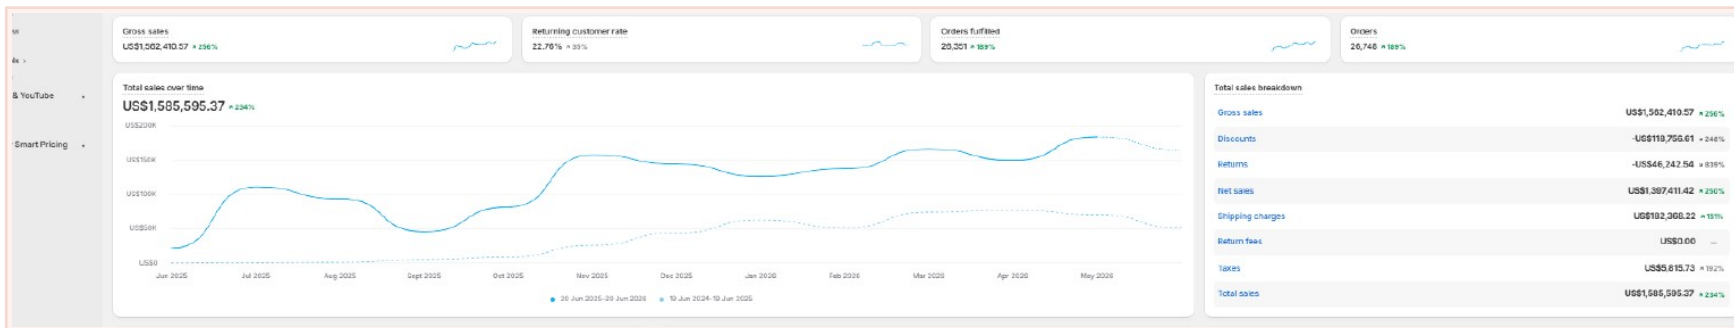 & YouTube
Smart Pricing
Gross sales
US$1,562,410.57 256%
Returning customer rate
22.76% 35%
Orders fulfilled
26,351 189%
Orders
26,748 189%
Total sales over time
US$1,585,595.37 234%
US$200K
US$150K
US$100K
US$50K
US$0
Jun 2025 Jul 2025 Aug 2025 Sept 2025 Oct 2025 Nov 2025 Dec 2025 Jan 2026 Feb 2026 Mar 2026 Apr 2026 May 2026
20 Jun 2025–20 Jun 2026 19 Jun 2024–19 Jun 2025
Total sales breakdown
Gross sales US$1,562,410.57 256%
Discounts -US$118,756.61 246%
Returns -US$46,242.54 839%
Net sales US$1,397,411.42 250%
Shipping charges US$182,368.22 151%
Return fees US$0.00 —
Taxes US$5,815.73 192%
Total sales US$1,585,595.37 234%